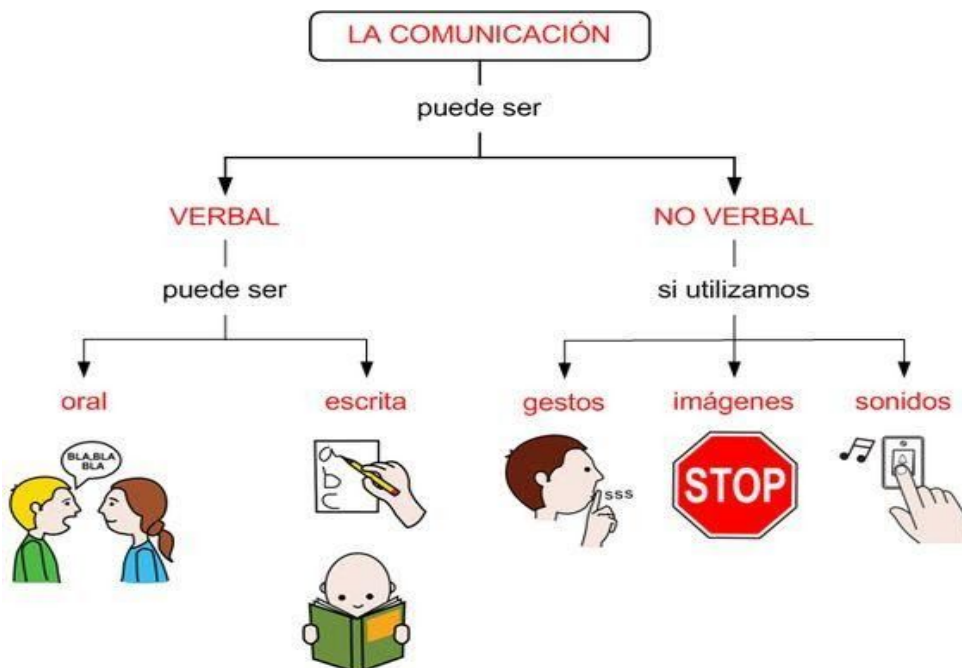 LA COMUNICACIÓN
puede ser
VERBAL
NO VERBAL
puede ser
si utilizamos
oral
escrita
gestos
imágenes
sonidos
BLA,BLA
BLA
a
b
c
sss
STOP